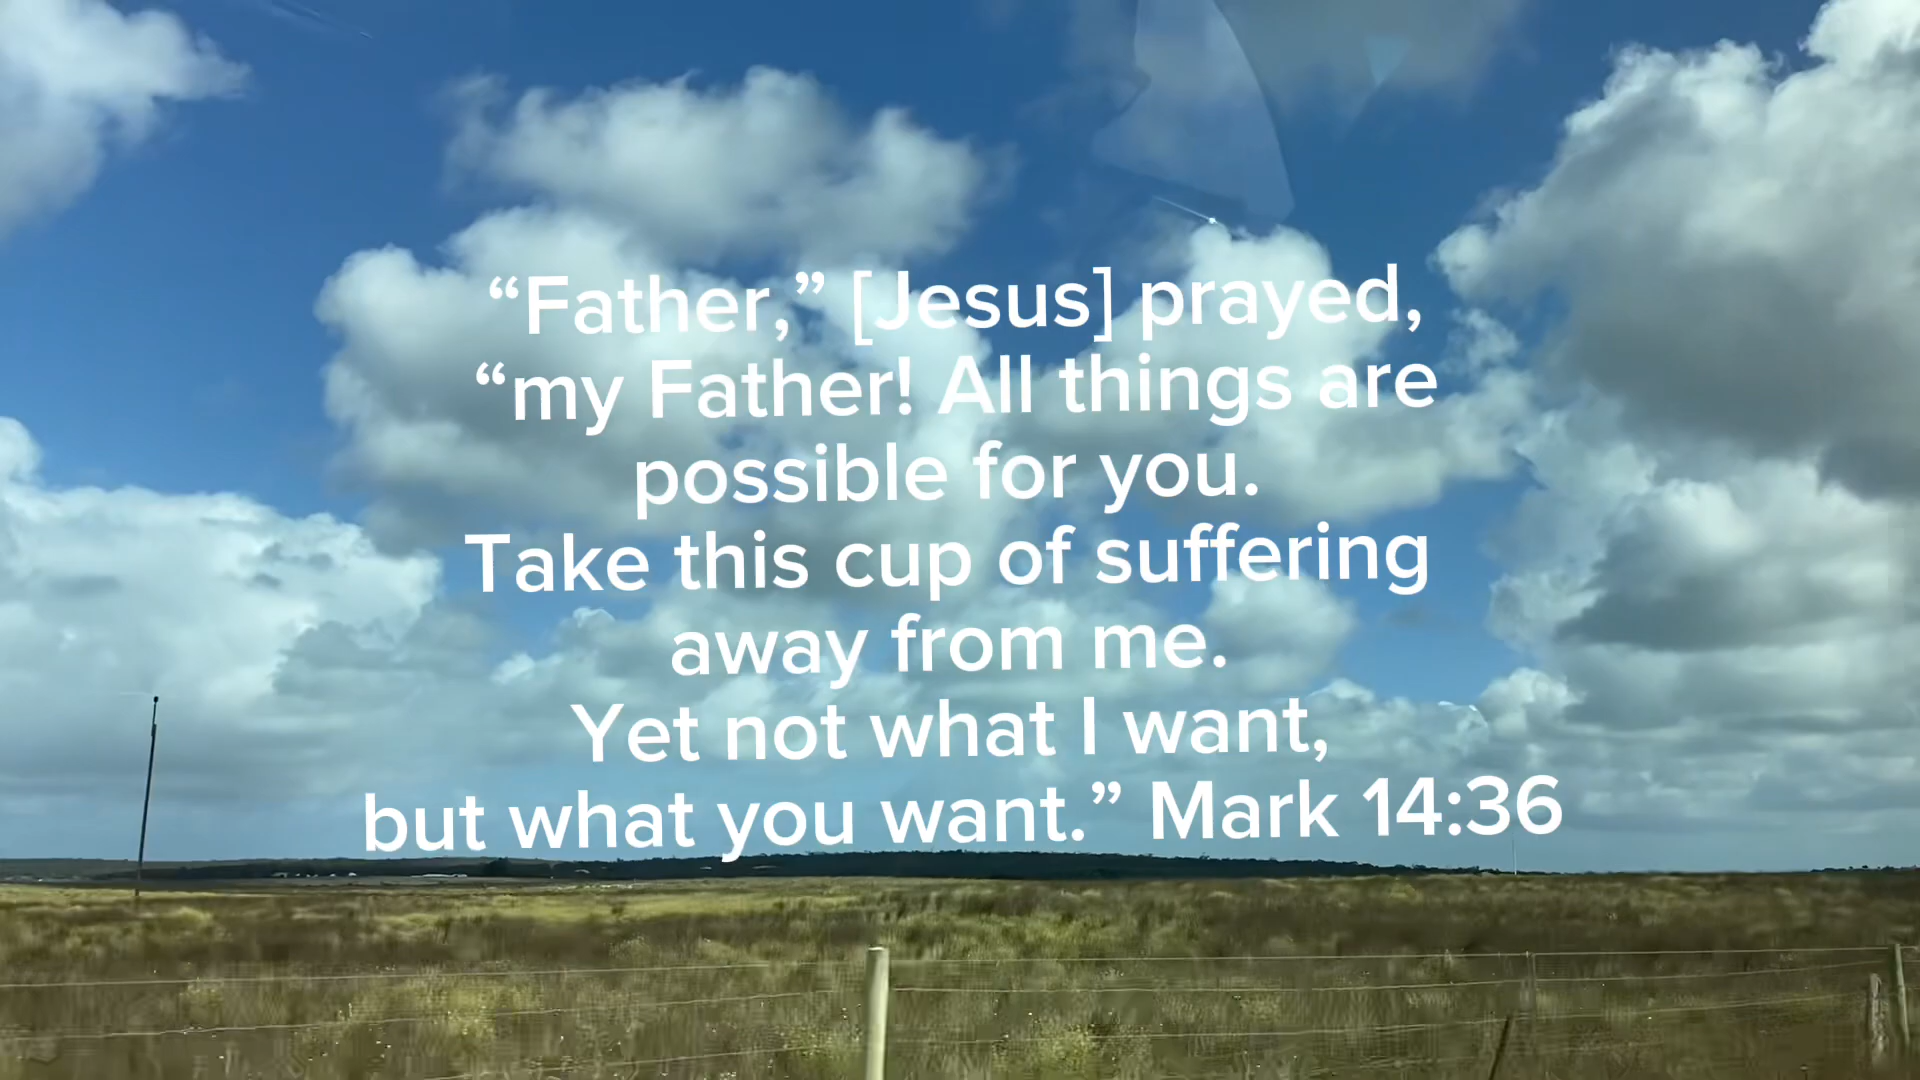 “Father,” [Jesus] prayed,
“my Father! All things are
possible for you.
Take this cup of suffering
away from me.
Yet not what I want,
but what you want.” Mark 14:36